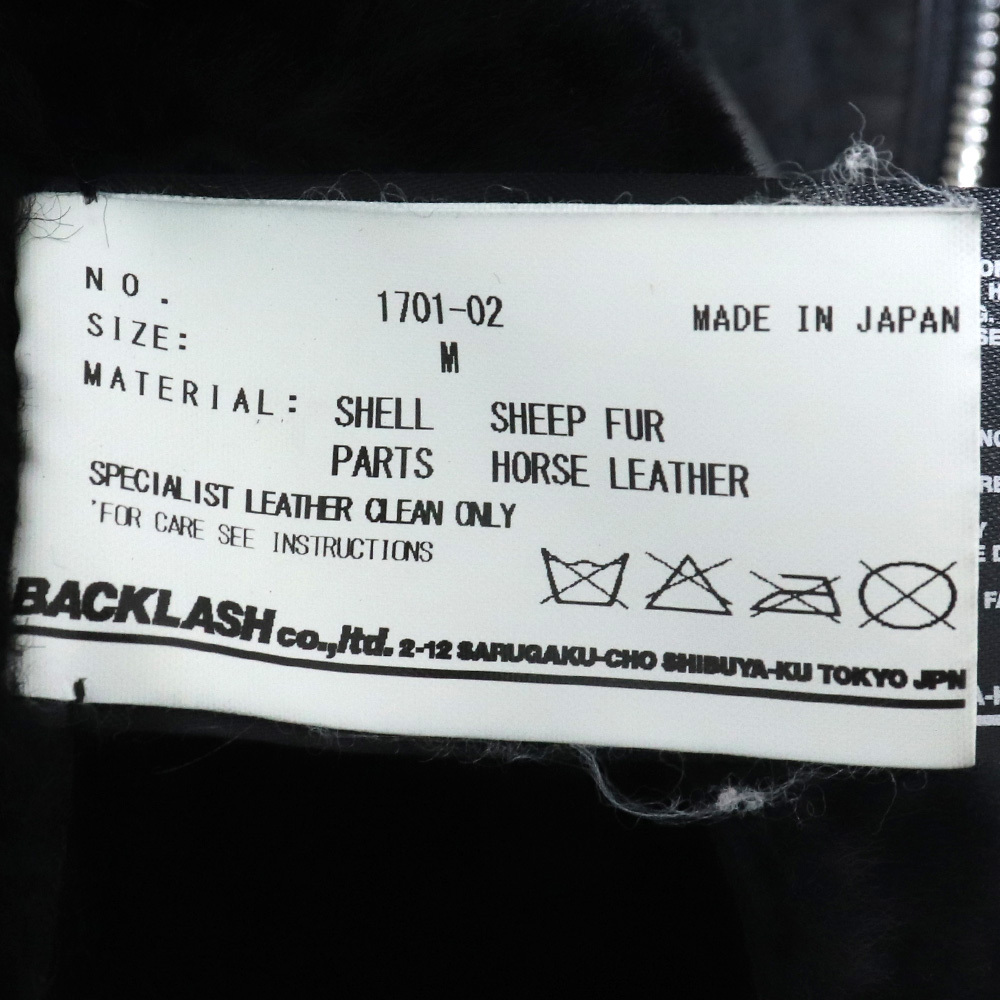 NO. 1701-02 MADE IN JAPAN
SIZE: M
MATERIAL: SHELL SHEEP FUR
PARTS HORSE LEATHER
SPECIALIST LEATHER CLEAN ONLY
'FOR CARE SEE INSTRUCTIONS
BACKLASH co.,ltd. 2-12 SARUGAKU-CHO SHIBUYA-KU TOKYO JPN